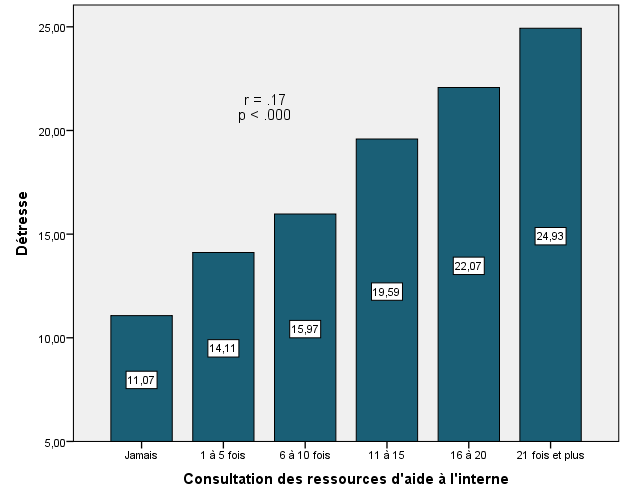 25,00
20,00
15,00
10,00
5,00
Détresse
r = .17
p < .000
11,07
14,11
15,97
19,59
22,07
24,93
Jamais
1 à 5 fois
6 à 10 fois
11 à 15
16 à 20
21 fois et plus
Consultation des ressources d'aide à l'interne